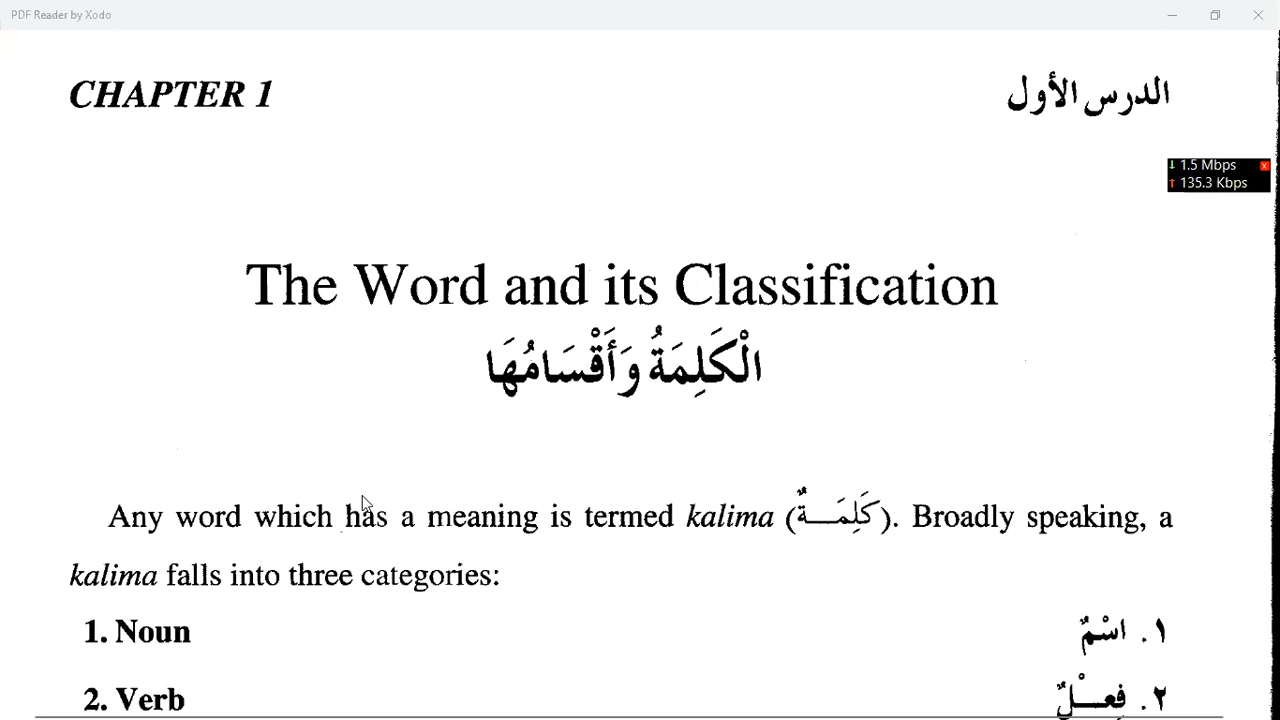 PDF Reader by Xodo
CHAPTER 1 الدرس الأول
↓ 1.5 Mbps x
↑ 135.3 Kbps
The Word and its Classification
الْكَلِمَةُ وَأَقْسَامُهَا
Any word which has a meaning is termed kalima (كَلِمَـــةٌ). Broadly speaking, a
kalima falls into three categories:
1. Noun ١. اسْمٌ
2. Verb ٢. فِعـــْلٌ